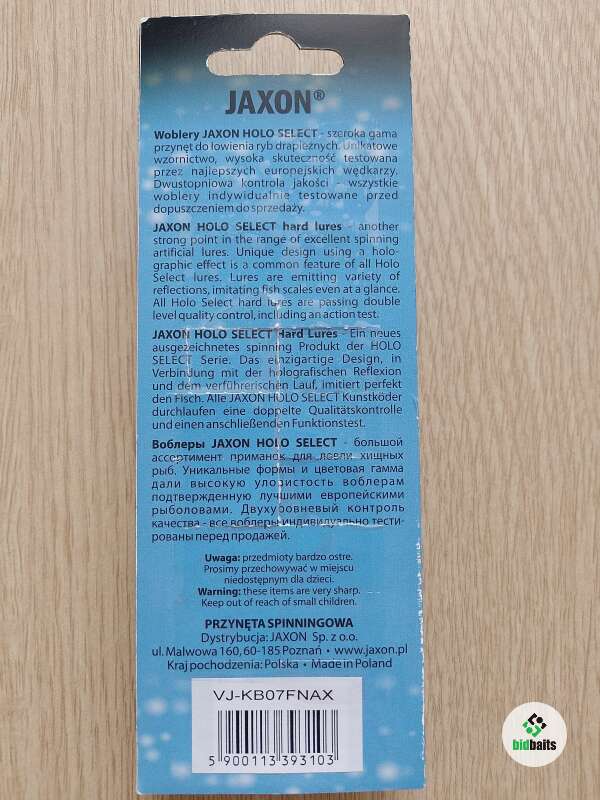 JAXON®
Woblery JAXON HOLO SELECT - szeroka gama
przynęt do łowienia ryb drapieżnych. Unikatowe
wzornictwo, wysoka skuteczność testowana
przez najlepszych europejskich wędkarzy.
Dwustopniowa kontrola jakości - wszystkie
woblery indywidualnie testowane przed
dopuszczeniem do sprzedaży.
JAXON HOLO SELECT hard lures - another
strong point in the range of excellent spinning
artificial lures. Unique design using a holo-
graphic effect is a common feature of all Holo
Select lures. Lures are emitting variety of
reflections, imitating fish scales even at a glance.
All Holo Select hard lures are passing double
level quality control, including an action test.
JAXON HOLO SELECT Hard Lures - Ein neues
ausgezeichnetes spinning Produkt der HOLO
SELECT Serie. Das einzigartige Design, in
Verbindung mit der holografischen Reflexion
und dem verführerischen Lauf, imitiert perfekt
den Fisch. Alle JAXON HOLO SELECT Kunstköder
durchlaufen eine doppelte Qualitätskontrolle
und einen anschließenden Funktionstest.
Воблеры JAXON HOLO SELECT - большой
ассортимент приманок для ловли хищных
рыб. Уникальные формы и цветовая гамма
дали высокую уловистость воблерам
подтвержденную лучшими европейскими
рыболовами. Двухуровневый контроль
качества - все воблеры индивидуально тести-
рованы перед продажей.
Uwaga: przedmioty bardzo ostre.
Prosimy przechowywać w miejscu
niedostępnym dla dzieci.
Warning: these items are very sharp.
Keep out of reach of small children.
PRZYNĘTA SPINNINGOWA
Dystrybucja: JAXON Sp. z o.o.
ul. Malwowa 160, 60-185 Poznań • www.jaxon.pl
Kraj pochodzenia: Polska • Made in Poland
VJ-KB07FNAX
5 900113 393103
bidbaits